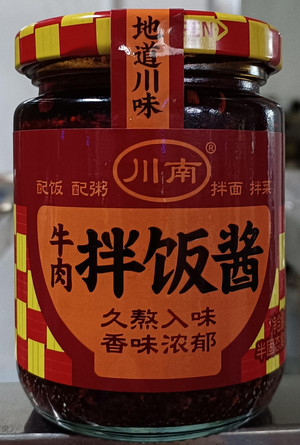 地道川味
川南®
配饭 配粥 拌面 拌菜
牛肉
拌饭酱
久熬入味
香味浓郁